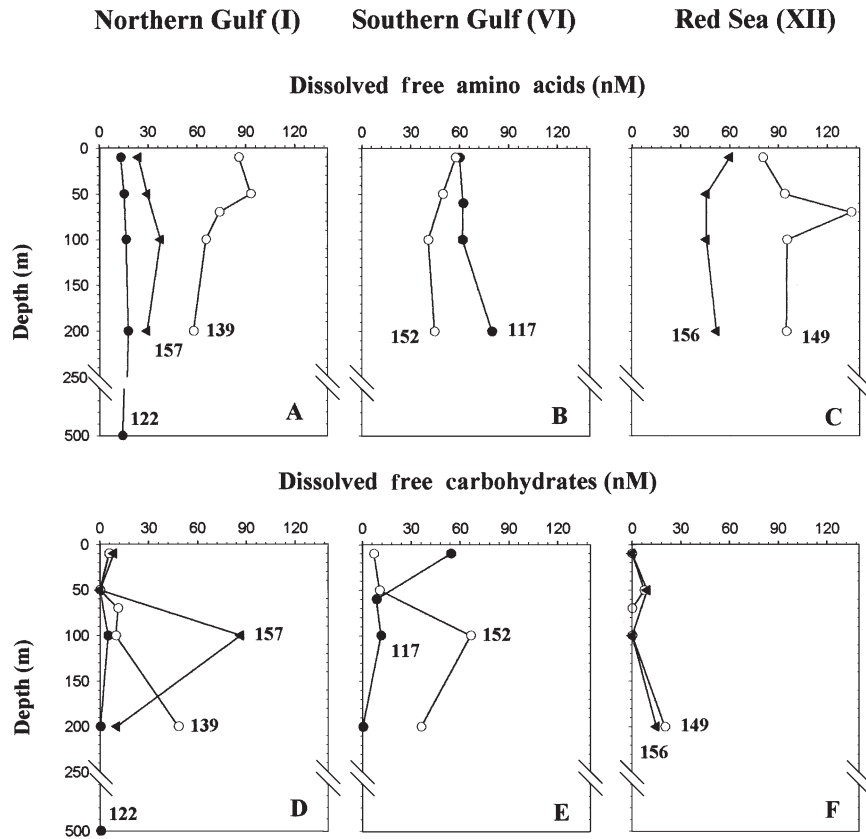 Northern Gulf (I) Southern Gulf (VI) Red Sea (XII)
Dissolved free amino acids (nM)
0 30 60 90 120 0 30 60 90 120 0 30 60 90 120
0
50
100
150
200
250
500
Depth (m)
139
157
122
A
152
117
B
156
149
C
Dissolved free carbohydrates (nM)
0 30 60 90 120 0 30 60 90 120 0 30 60 90 120
0
50
100
150
200
250
500
Depth (m)
157
139
122
D
152
117
E
149
156
F